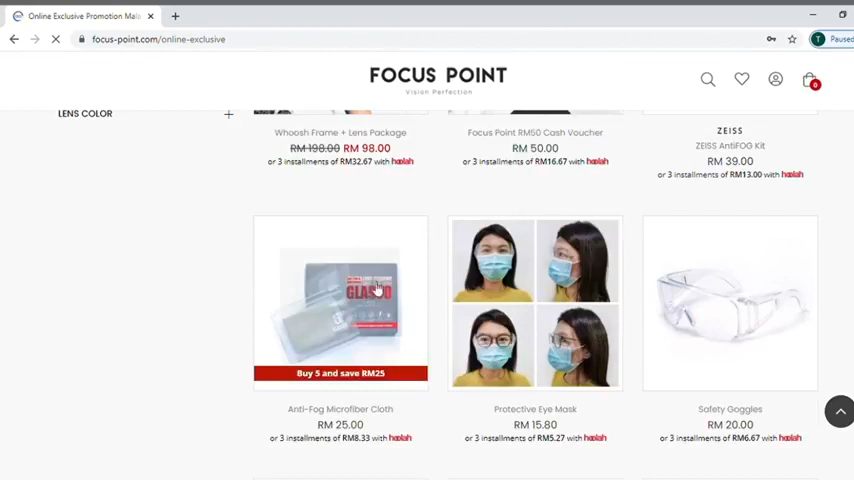 Online Exclusive Promotion Mala
focus-point.com/online-exclusive
T Paused
FOCUS POINT
Vision Perfection
0
LENS COLOR +
Whoosh Frame + Lens Package
RM 198.00 RM 98.00
or 3 installments of RM32.67 with hoolah
Focus Point RM50 Cash Voucher
RM 50.00
or 3 installments of RM16.67 with hoolah
ZEISS
ZEISS AntiFOG Kit
RM 39.00
or 3 installments of RM13.00 with hoolah
Buy 5 and save RM25
Anti-Fog Microfiber Cloth
RM 25.00
or 3 installments of RM8.33 with hoolah
Protective Eye Mask
RM 15.80
or 3 installments of RM5.27 with hoolah
Safety Goggles
RM 20.00
or 3 installments of RM6.67 with hoolah